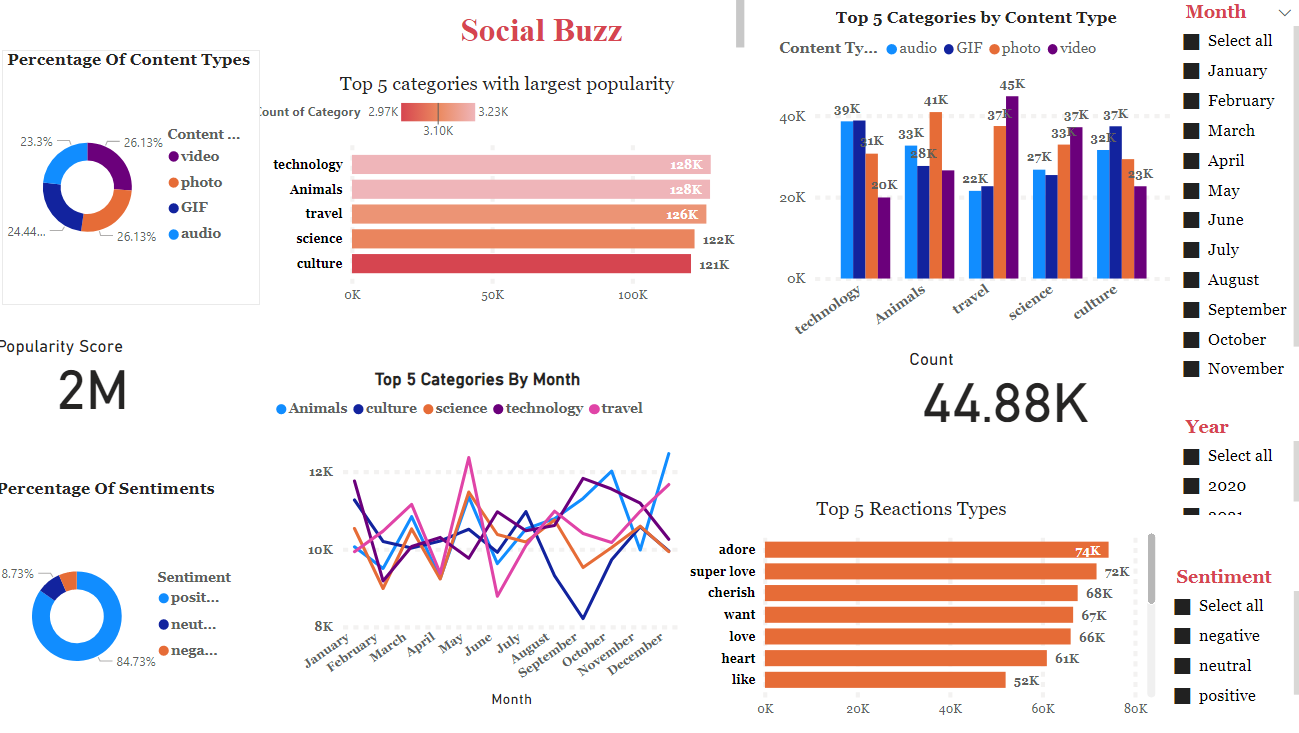 Social Buzz
Percentage Of Content Types
23.3%
26.13%
24.44...
26.13%
Content ...
video
photo
GIF
audio
Top 5 categories with largest popularity
Count of Category 2.97K 3.23K
3.10K
technology 128K
Animals 128K
travel 126K
science 122K
culture 121K
0K 50K 100K
Top 5 Categories by Content Type
Content Ty... audio GIF photo video
40K
20K
0K
39K 31K 20K
33K 28K 41K
22K 37K 45K
27K 33K 37K
32K 37K 23K
technology Animals travel science culture
Month
Select all
January
February
March
April
May
June
July
August
September
October
November
Popularity Score
2M
Top 5 Categories By Month
Animals culture science technology travel
12K
10K
8K
January February March April May June July August September October November December
Month
Count
44.88K
Year
Select all
2020
2021
Percentage Of Sentiments
8.73%
84.73%
Sentiment
posit...
neut...
nega...
Top 5 Reactions Types
adore 74K
super love 72K
cherish 68K
want 67K
love 66K
heart 61K
like 52K
0K 20K 40K 60K 80K
Sentiment
Select all
negative
neutral
positive